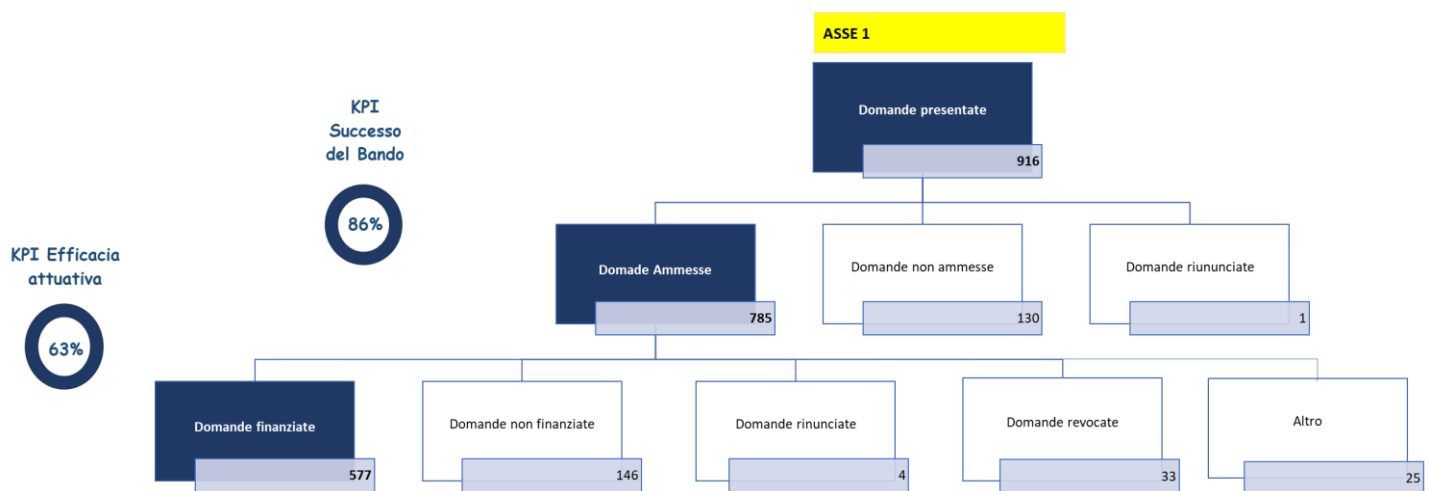 ASSE 1
Domande presentate
916
KPI
Successo
del Bando
86%
Domade Ammesse
785
Domande non ammesse
130
Domande riununciate
1
KPI Efficacia
attuativa
63%
Domande finanziate
577
Domande non finanziate
146
Domande rinunciate
4
Domande revocate
33
Altro
25